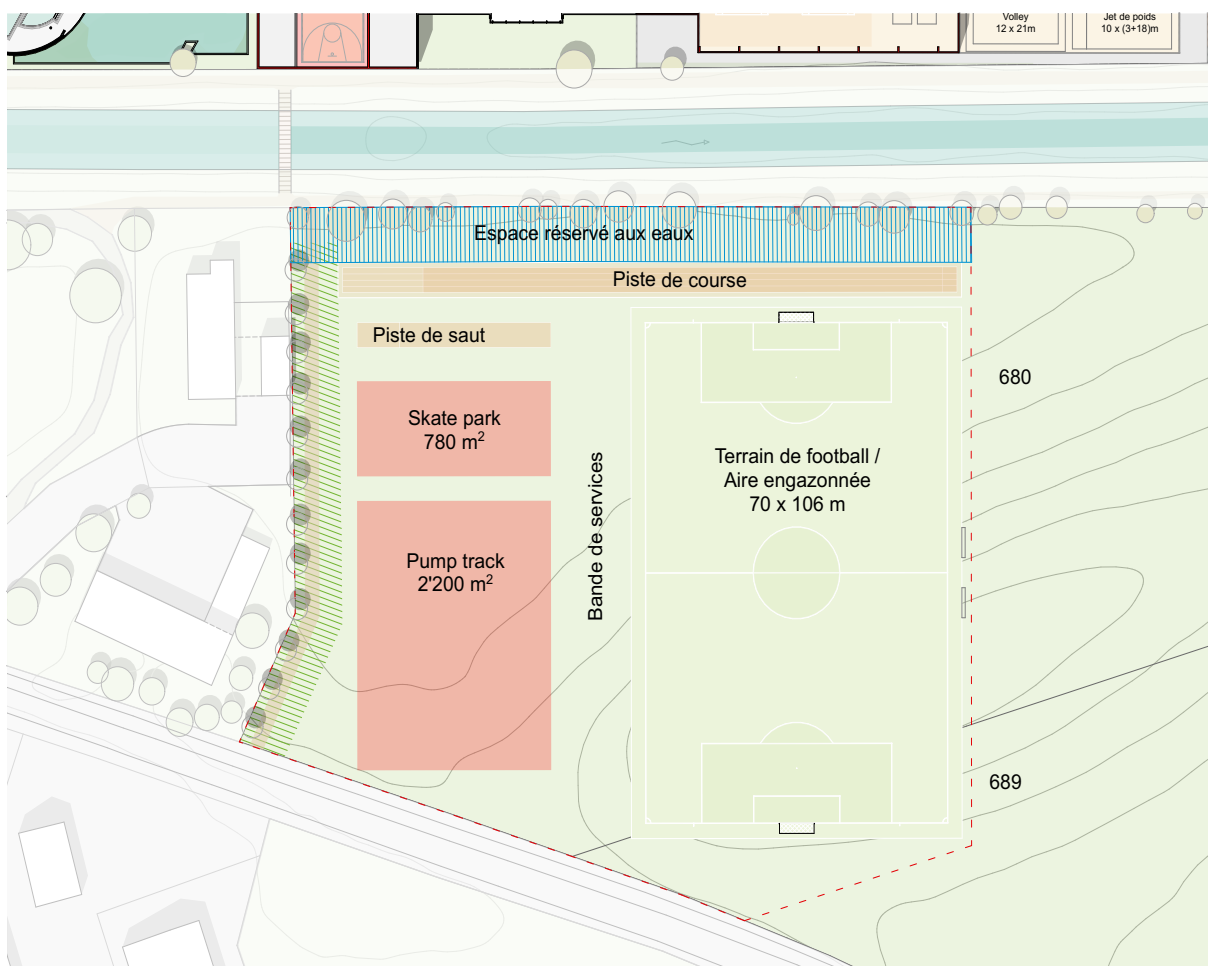 Volley
12 x 21m
Jet de poids
10 x (3+18)m
Espace réservé aux eaux
Piste de course
Piste de saut
680
Skate park
780 m²
Terrain de football /
Aire engazonnée
70 x 106 m
Bande de services
Pump track
2'200 m²
689